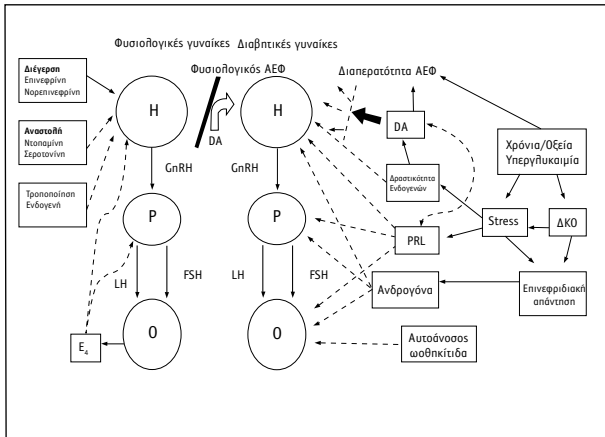 Φυσιολογικές γυναίκες
Διαβητικές γυναίκες
Φυσιολογικός ΑΕΦ
Διαπερατότητα ΑΕΦ
Διέγερση
Επινεφρίνη
Νορεπινεφρίνη
Αναστολή
Ντοπαμίνη
Σεροτονίνη
Τροποποίηση
Ενδογενή
H
GnRH
P
LH
FSH
O
E4
DA
H
GnRH
P
LH
FSH
O
DA
Δραστικότητα
Ενδογενών
PRL
Ανδρογόνα
Αυτοάνοσος
ωοθηκίτιδα
Χρόνια/Οξεία
Υπεργλυκαιμία
Stress
ΔΚΟ
Επινεφριδιακή
απάντηση